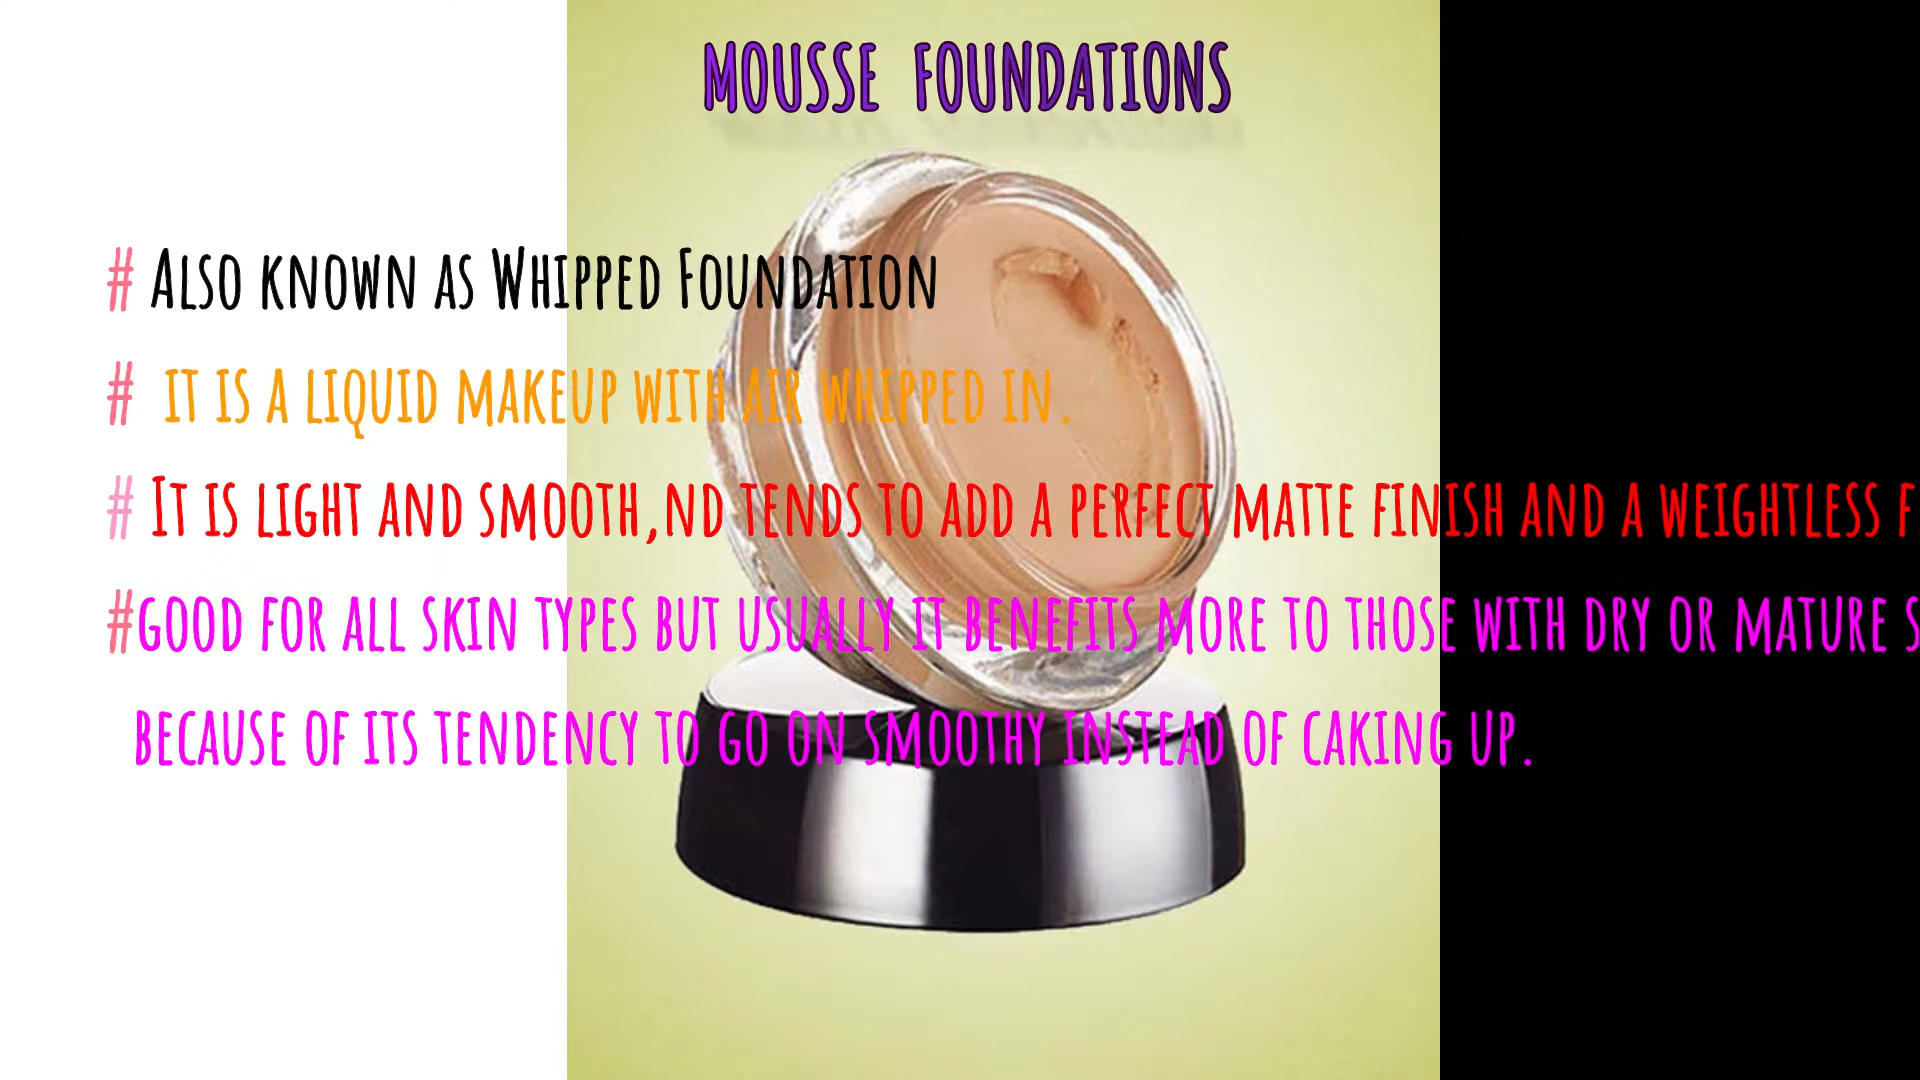 MOUSSE FOUNDATIONS
# Also known as Whipped Foundation
# it is a liquid makeup with air whipped in.
# It is light and smooth,nd tends to add a perfect matte finish and a weightless
#good for all skin types but usually it benefits more to those with dry or mature
because of its tendency to go on smoothy instead of caking up.